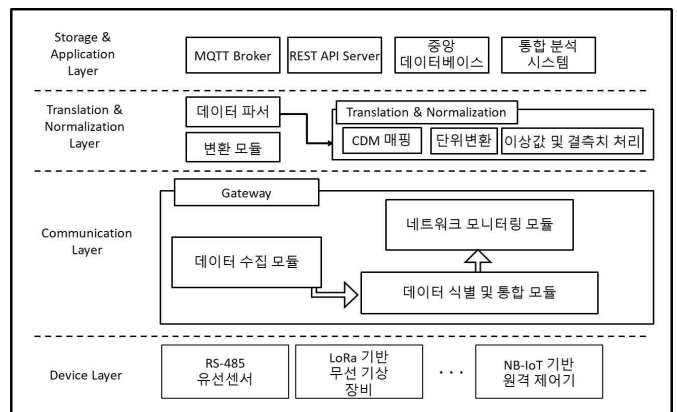 Storage &
Application
Layer
MQTT Broker
REST API Server
중앙
데이터베이스
통합 분석
시스템
Translation &
Normalization
Layer
데이터 파서
변환 모듈
Translation & Normalization
CDM 매핑
단위변환
이상값 및 결측치 처리
Communication
Layer
Gateway
데이터 수집 모듈
네트워크 모니터링 모듈
데이터 식별 및 통합 모듈
Device Layer
RS-485
유선센서
LoRa 기반
무선 기상
장비
· · ·
NB-IoT 기반
원격 제어기